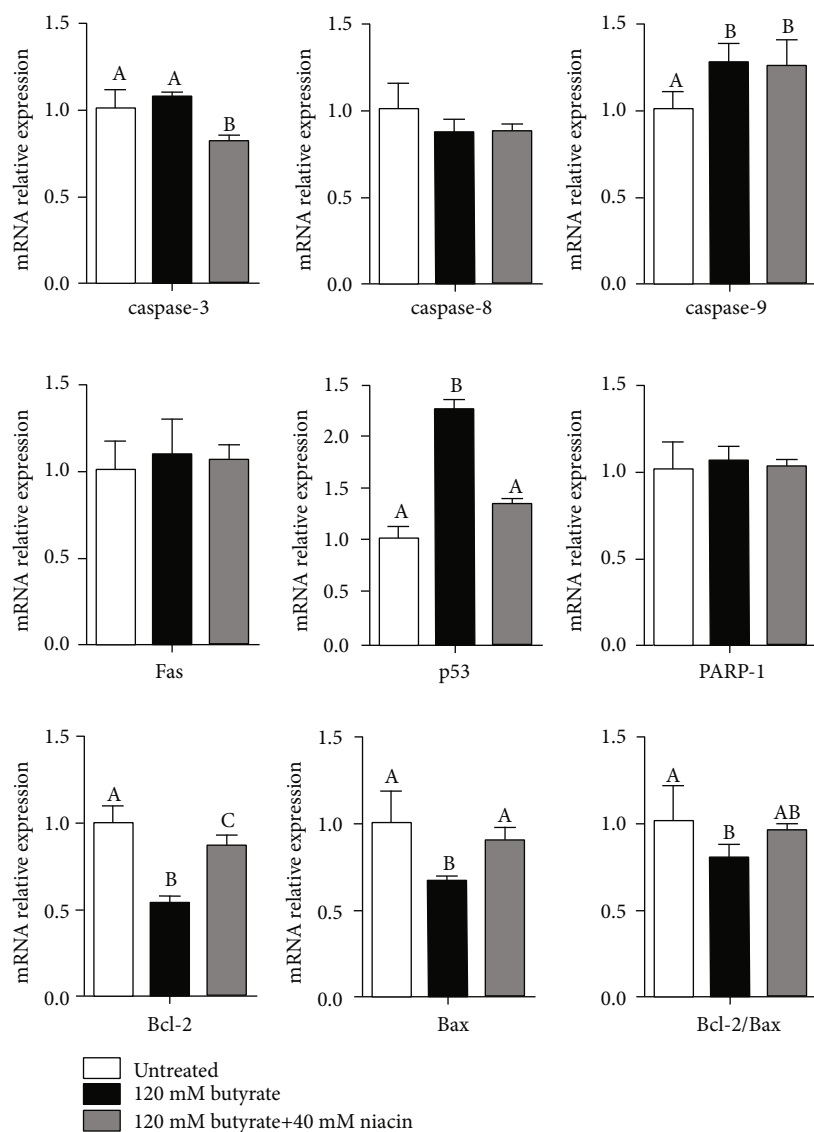 mRNA relative expression
1.5
1.0
0.5
0.0
A
A
B
caspase-3
mRNA relative expression
1.5
1.0
0.5
0.0
caspase-8
mRNA relative expression
1.5
1.0
0.5
0.0
A
B
B
caspase-9
mRNA relative expression
1.5
1.0
0.5
0.0
Fas
mRNA relative expression
1.5
2.0
1.5
1.0
0.5
0.0
A
B
A
p53
mRNA relative expression
1.5
1.0
0.5
0.0
PARP-1
mRNA relative expression
1.5
1.0
0.5
0.0
A
B
C
Bcl-2
mRNA relative expression
1.5
1.0
0.5
0.0
A
B
A
Bax
mRNA relative expression
1.5
1.0
0.5
0.0
A
B
AB
Bcl-2/Bax
Untreated
120 mM butyrate
120 mM butyrate+40 mM niacin